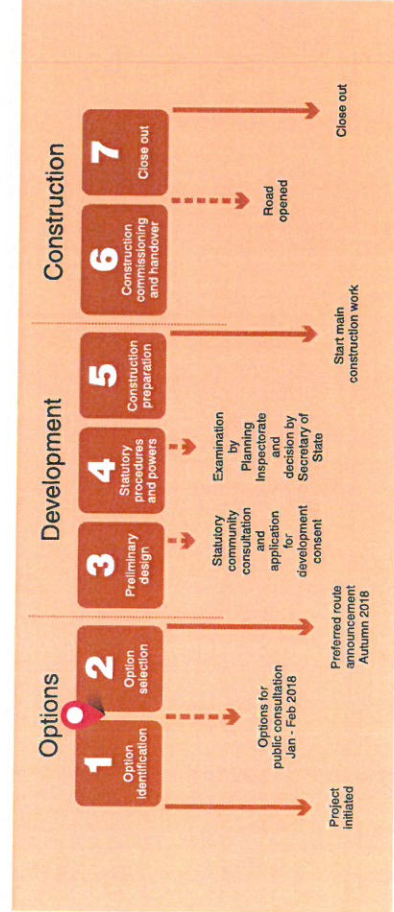 Options
Development
Construction
1
Option
identification
2
Option
selection
3
Preliminary
design
4
Statutory
procedures
and powers
5
Construction
preparation
6
Construction
commissioning
and handover
7
Close out
Project
initiated
Options for
public consultation
Jan - Feb 2018
Preferred route
announcement
Autumn 2018
Statutory
community
consultation
and
application
for
development
consent
Examination
by
Planning
Inspectorate
and
decision by
Secretary of
State
Start main
construction work
Road
opened
Close out